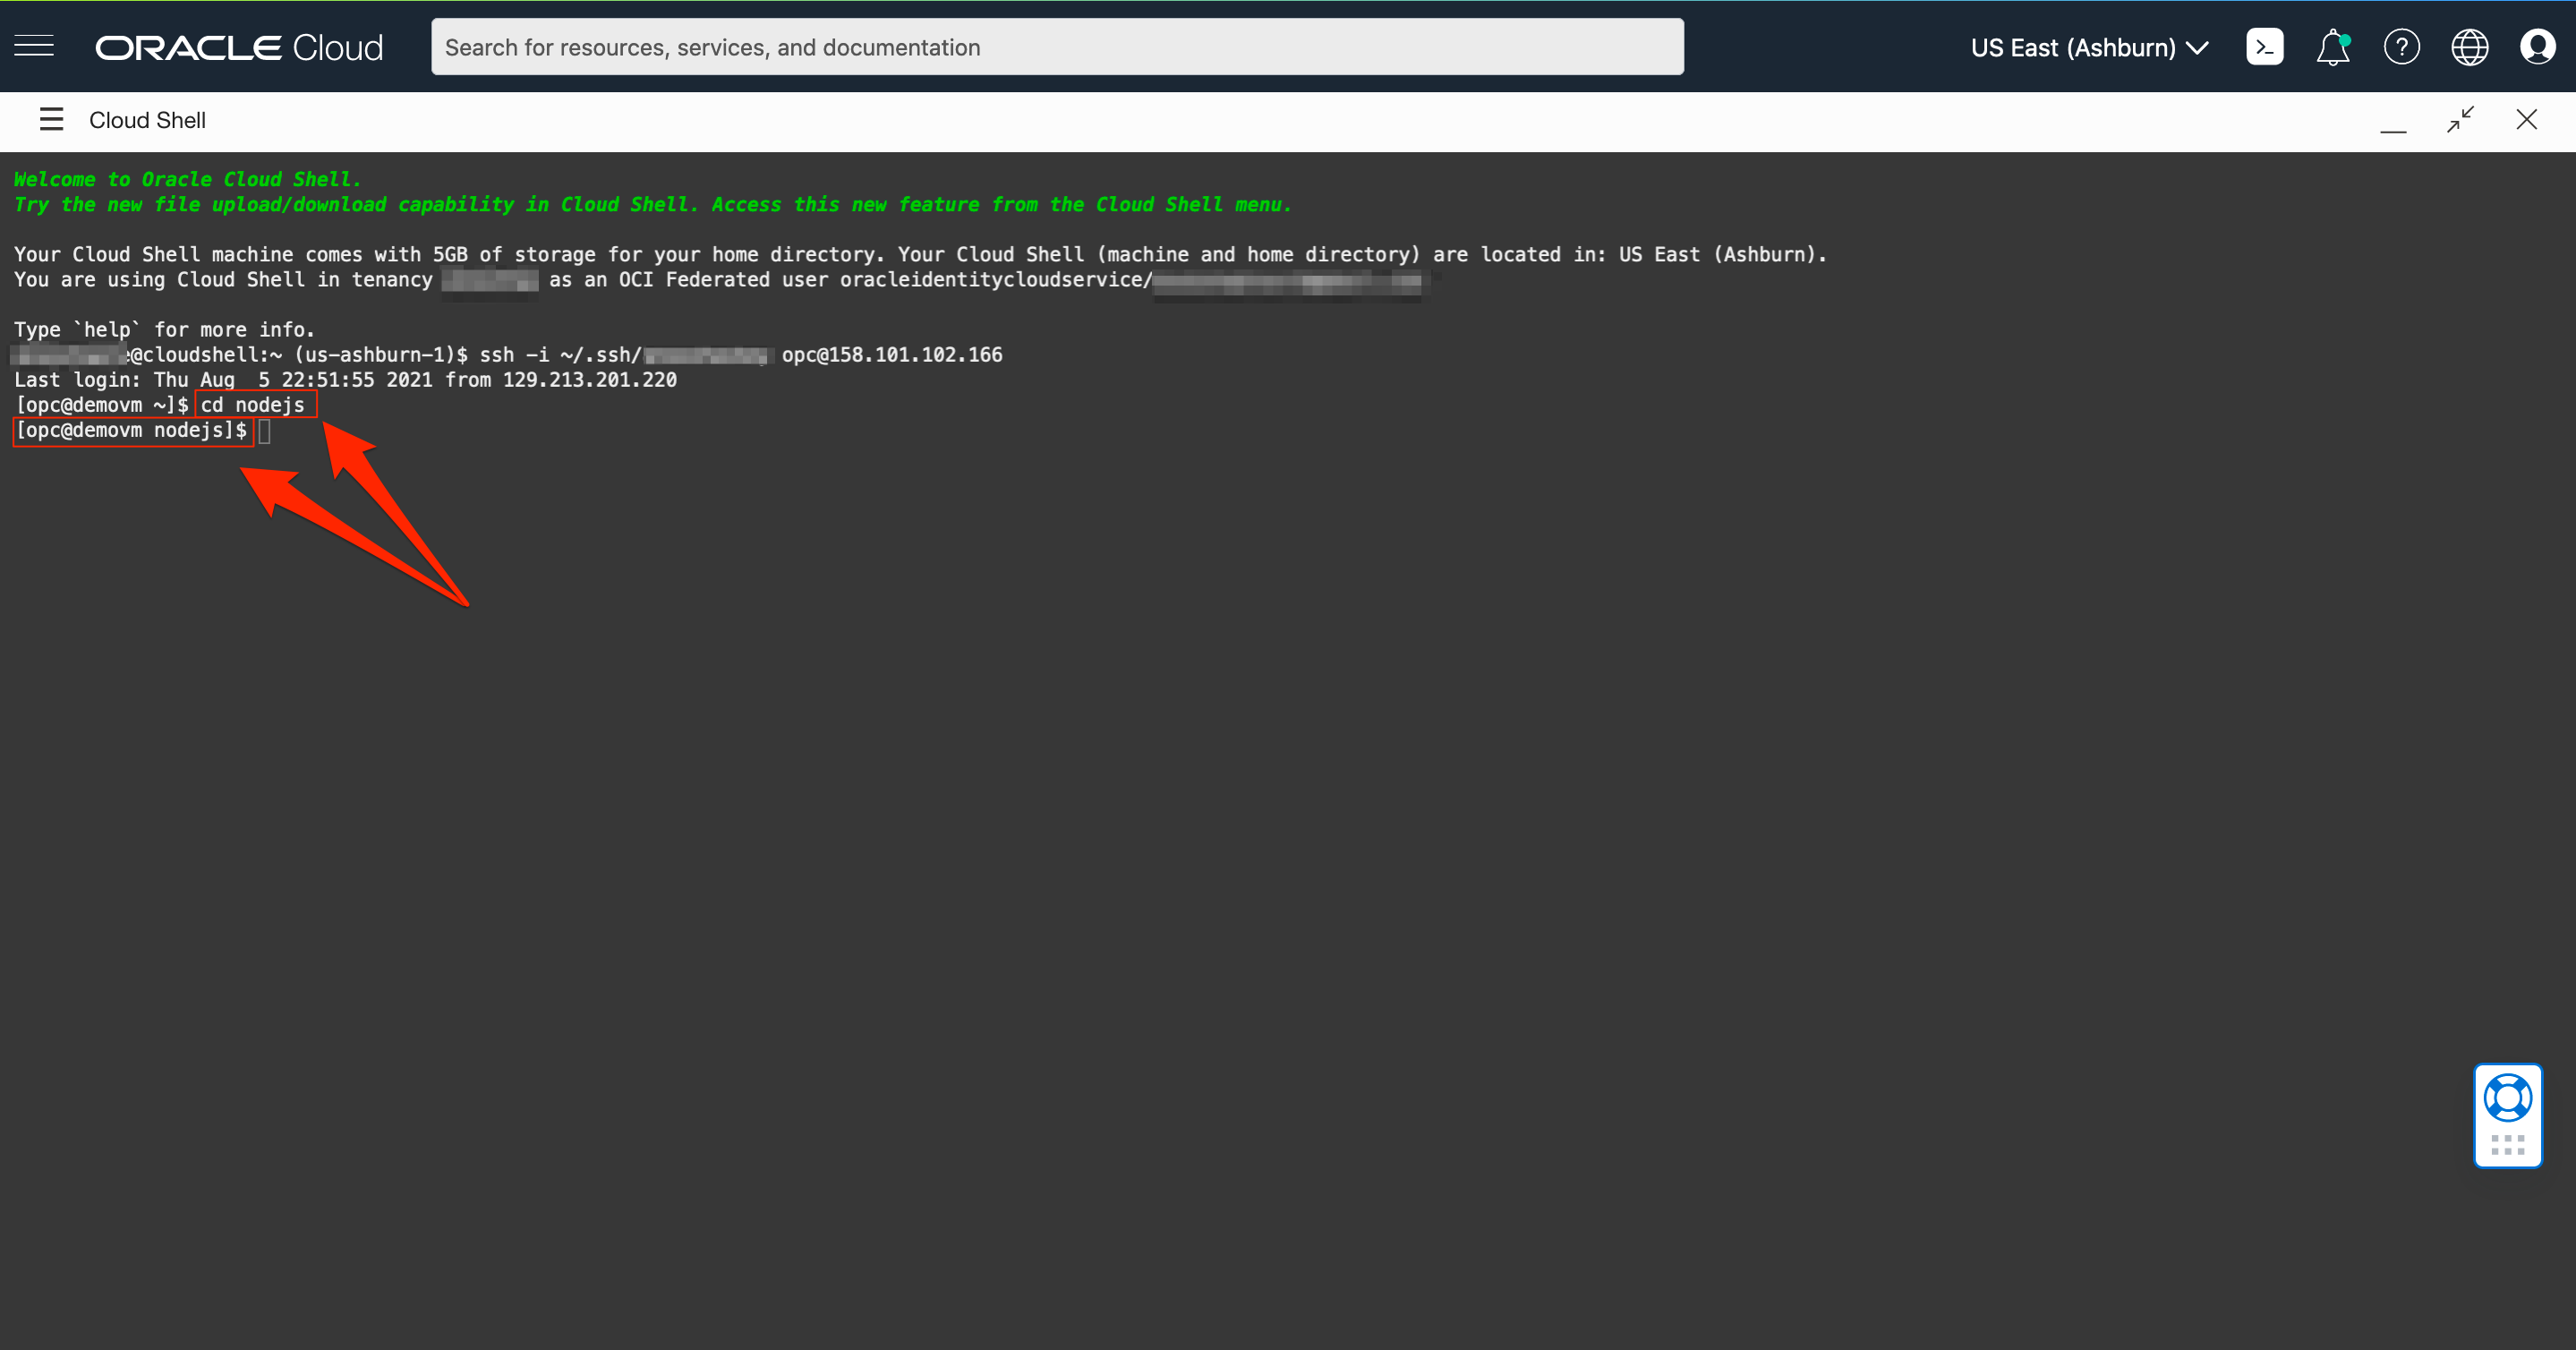 ORACLE Cloud
Search for resources, services, and documentation
US East (Ashburn)
Cloud Shell
Welcome to Oracle Cloud Shell.
Try the new file upload/download capability in Cloud Shell. Access this new feature from the Cloud Shell menu.
Your Cloud Shell machine comes with 5GB of storage for your home directory. Your Cloud Shell (machine and home directory) are located in: US East (Ashburn).
You are using Cloud Shell in tenancy as an OCI Federated user oracleidentitycloudservice/
Type `help` for more info.
@cloudshell:~ (us-ashburn-1)$ ssh -i ~/.ssh/ opc@158.101.102.166
Last login: Thu Aug  5 22:51:55 2021 from 129.213.201.220
[opc@demovm ~]$ cd nodejs
[opc@demovm nodejs]$